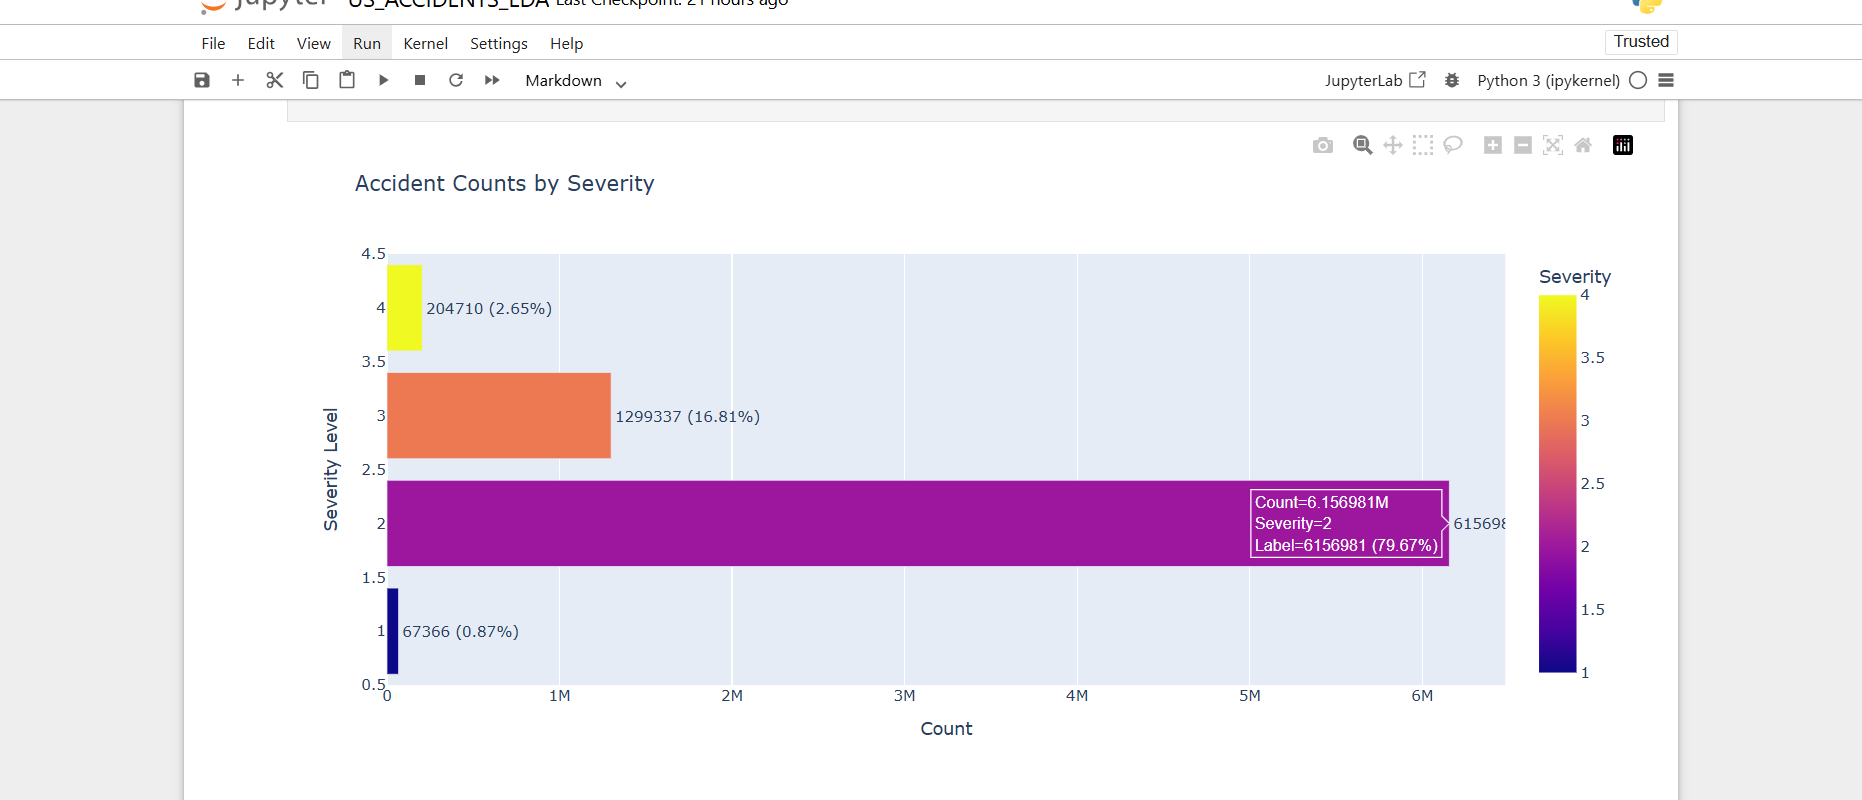 Jupyter US_ACCIDENTS_EDA Last Checkpoint: 21 hours ago
File Edit View Run Kernel Settings Help
Trusted
Markdown
JupyterLab
Python 3 (ipykernel)
Accident Counts by Severity
4.5
4
204710 (2.65%)
3.5
3
1299337 (16.81%)
2.5
2
Count=6.156981M
Severity=2
Label=6156981 (79.67%)
615698
1.5
1
67366 (0.87%)
0.5
0 1M 2M 3M 4M 5M 6M
Count
Severity Level
Severity
4
3.5
3
2.5
2
1.5
1